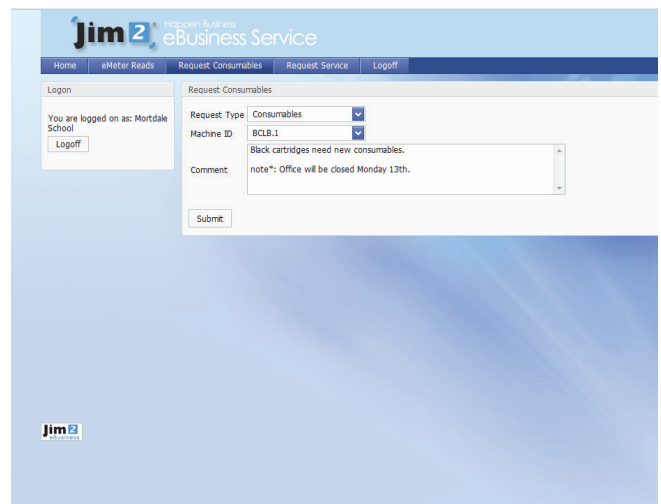 Jim2
Happen Business
eBusiness Service
Home eMeter Reads Request Consumables Request Service Logoff
Logon
You are logged on as: Mortdale
School
Logoff
Request Consumables
Request Type Consumables
Machine ID BCLB.1
Comment
Black cartridges need new consumables.
note*: Office will be closed Monday 13th.
Submit
Jim2
eBusiness